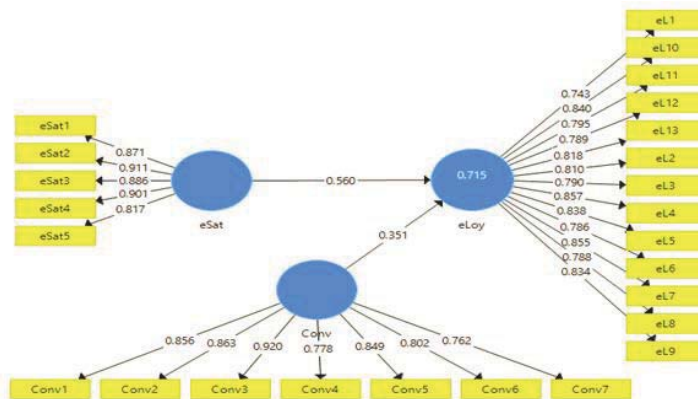 eL1
eL10
eL11
eL12
eL13
eL2
eL3
eL4
eL5
eL6
eL7
eL8
eL9
0.743
0.840
0.795
0.789
0.818
0.810
0.790
0.857
0.838
0.786
0.855
0.788
0.834
eSat1
eSat2
eSat3
eSat4
eSat5
0.871
0.911
0.886
0.901
0.817
eSat
0.560
0.715
eLoy
0.351
Conv
0.856
0.863
0.920
0.778
0.849
0.802
0.762
Conv1
Conv2
Conv3
Conv4
Conv5
Conv6
Conv7